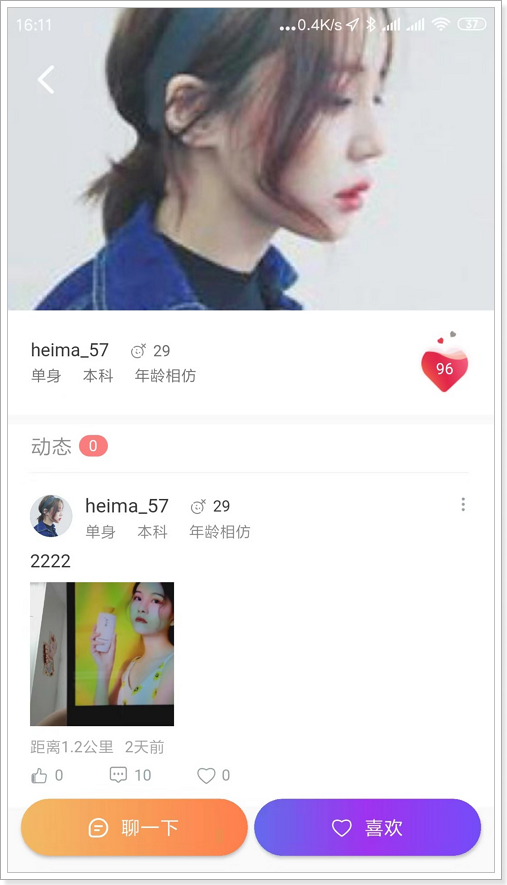 16:11 ...0.4K/s 37
heima_57 29
单身 本科 年龄相仿
96
动态 0
heima_57 29
单身 本科 年龄相仿
2222
距离1.2公里 2天前
0 10 0
聊一下 喜欢